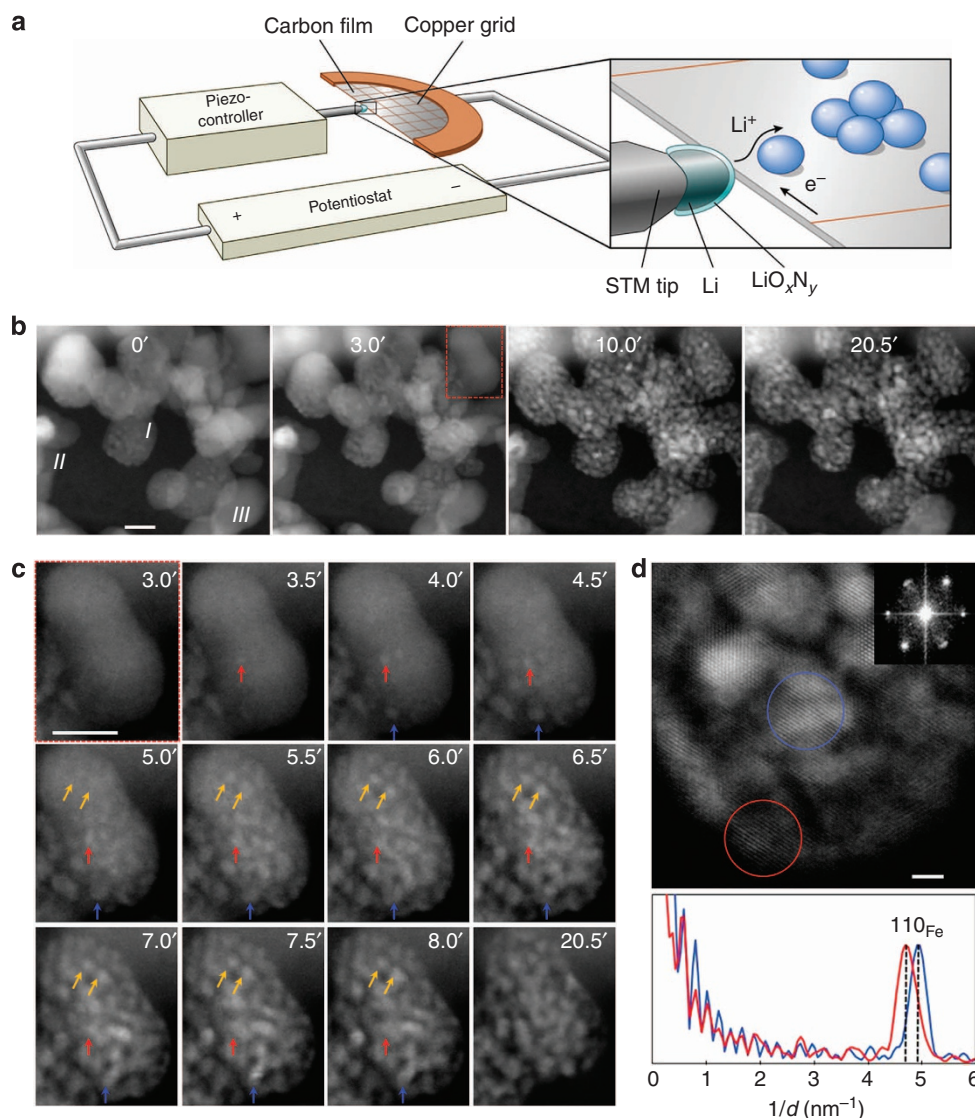 a
Carbon film
Copper grid
Piezo-
controller
Potentiostat
+
−
Li⁺
e⁻
STM tip
Li
LiOₓNᵧ
b
0′
3.0′
10.0′
20.5′
I
II
III
c
3.0′
3.5′
4.0′
4.5′
5.0′
5.5′
6.0′
6.5′
7.0′
7.5′
8.0′
20.5′
d
110Fe
0 1 2 3 4 5 6
1/d (nm⁻¹)